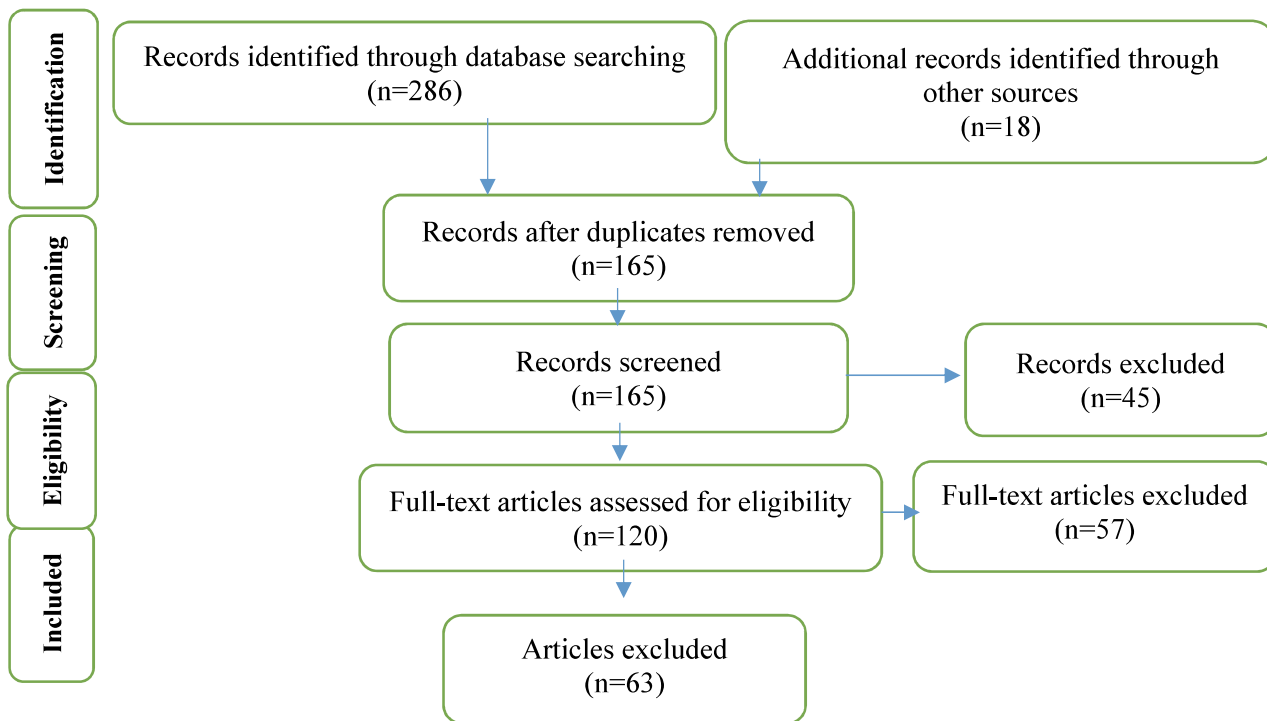 Identification
Records identified through database searching
(n=286)
Additional records identified through
other sources
(n=18)
Records after duplicates removed
(n=165)
Screening
Records screened
(n=165)
Records excluded
(n=45)
Eligibility
Full-text articles assessed for eligibility
(n=120)
Full-text articles excluded
(n=57)
Included
Articles excluded
(n=63)